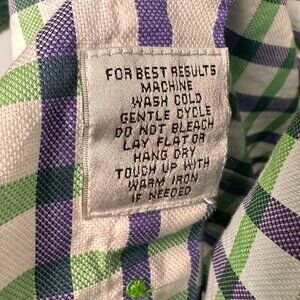 FOR BEST RESULTS
MACHINE
WASH COLD
GENTLE CYCLE
DO NOT BLEACH
LAY FLAT OR
HANG DRY
TOUCH UP WITH
WARM IRON
IF NEEDED